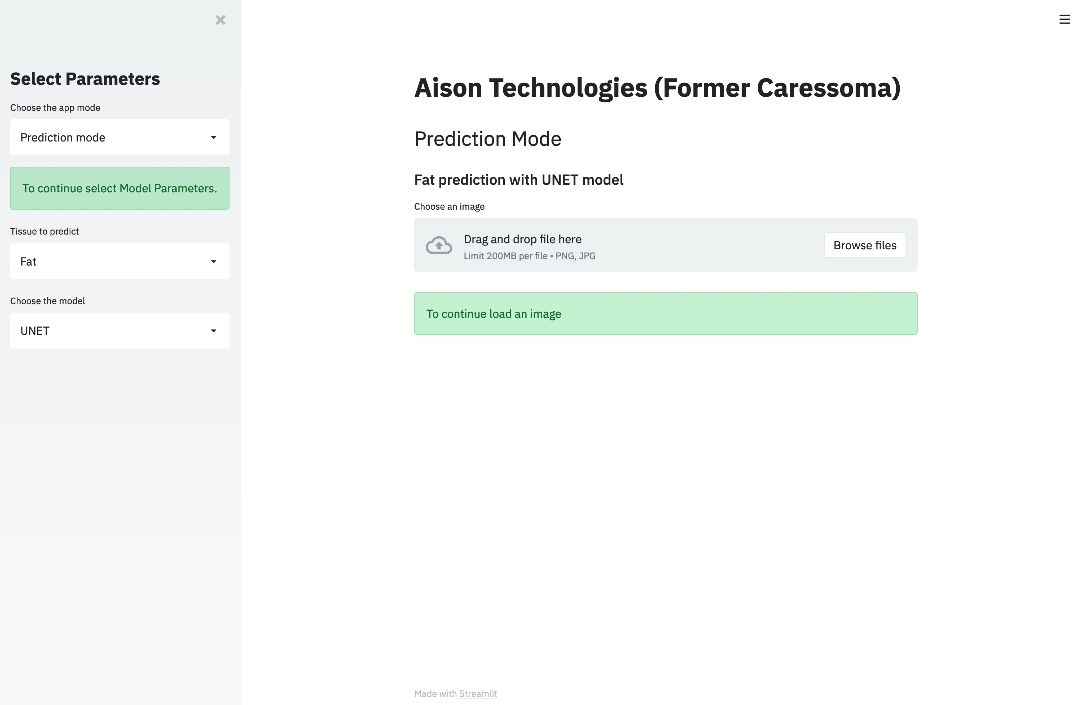 Select Parameters
Choose the app mode
Prediction mode
To continue select Model Parameters.
Tissue to predict
Fat
Choose the model
UNET
Aison Technologies (Former Caressoma)
Prediction Mode
Fat prediction with UNET model
Choose an image
Drag and drop file here
Limit 200MB per file • PNG, JPG
Browse files
To continue load an image
Made with Streamlit